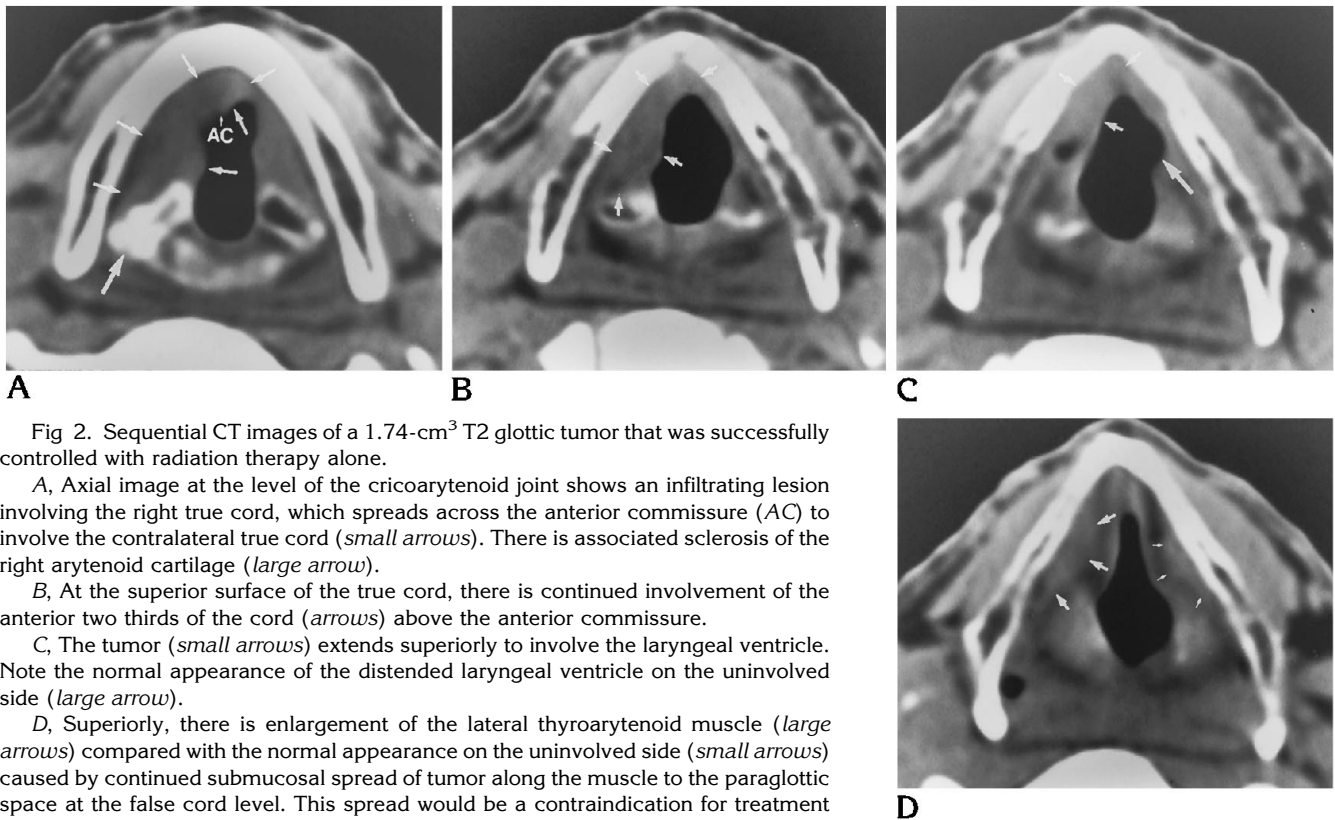 AC
A
B
C
Fig 2. Sequential CT images of a 1.74-cm³ T2 glottic tumor that was successfully
controlled with radiation therapy alone.
A, Axial image at the level of the cricoarytenoid joint shows an infiltrating lesion
involving the right true cord, which spreads across the anterior commissure (AC) to
involve the contralateral true cord (small arrows). There is associated sclerosis of the
right arytenoid cartilage (large arrow).
B, At the superior surface of the true cord, there is continued involvement of the
anterior two thirds of the cord (arrows) above the anterior commissure.
C, The tumor (small arrows) extends superiorly to involve the laryngeal ventricle.
Note the normal appearance of the distended laryngeal ventricle on the uninvolved
side (large arrow).
D, Superiorly, there is enlargement of the lateral thyroarytenoid muscle (large
arrows) compared with the normal appearance on the uninvolved side (small arrows)
caused by continued submucosal spread of tumor along the muscle to the paraglottic
space at the false cord level. This spread would be a contraindication for treatment
D